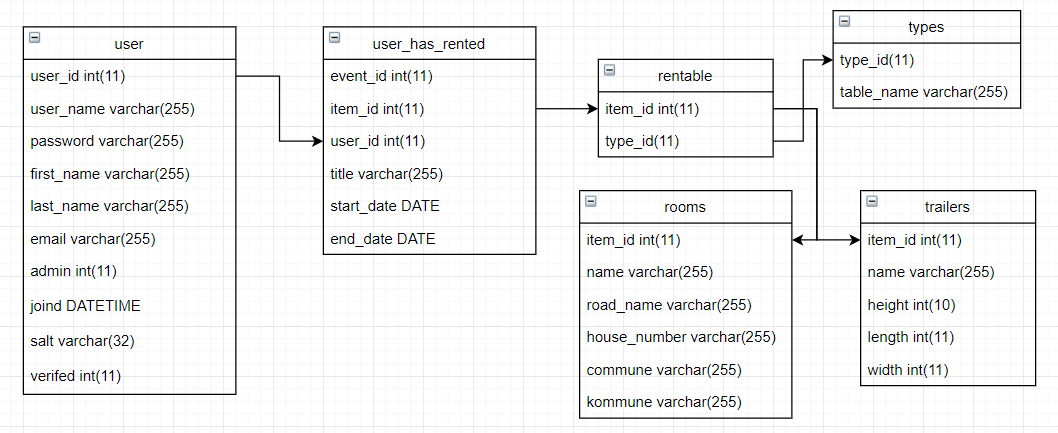 user
user_id int(11)
user_name varchar(255)
password varchar(255)
first_name varchar(255)
last_name varchar(255)
email varchar(255)
admin int(11)
joind DATETIME
salt varchar(32)
verifed int(11)
user_has_rented
event_id int(11)
item_id int(11)
user_id int(11)
title varchar(255)
start_date DATE
end_date DATE
rentable
item_id int(11)
type_id(11)
types
type_id(11)
table_name varchar(255)
rooms
item_id int(11)
name varchar(255)
road_name varchar(255)
house_number varchar(255)
commune varchar(255)
kommune varchar(255)
trailers
item_id int(11)
name varchar(255)
height int(10)
length int(11)
width int(11)